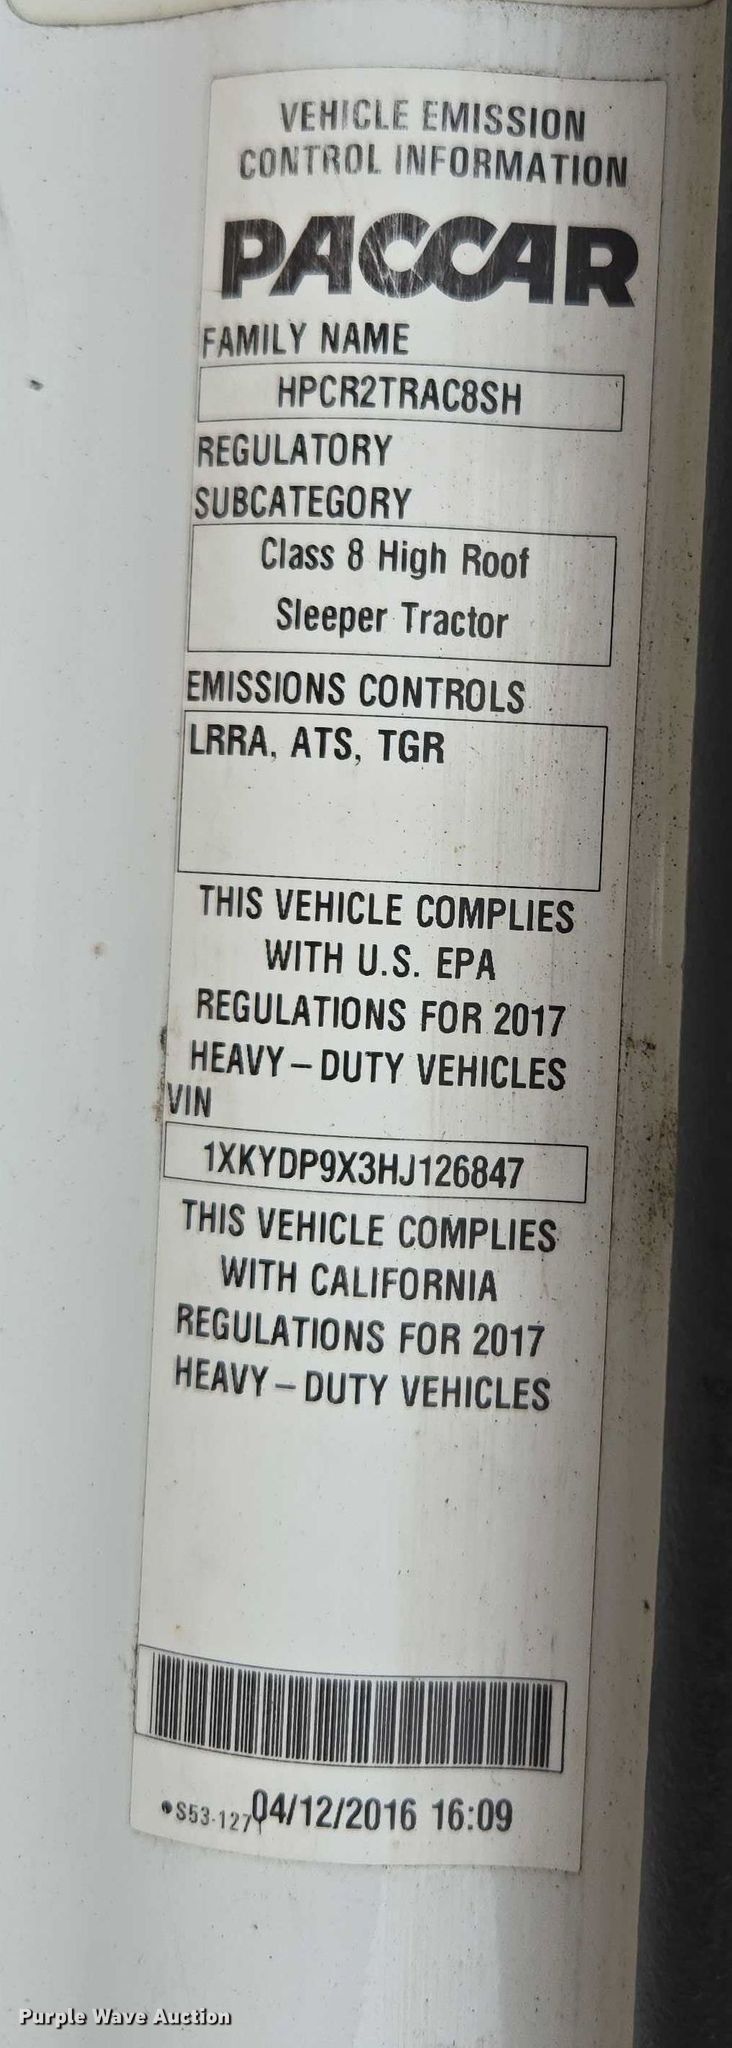 VEHICLE EMISSION
CONTROL INFORMATION
PACCAR
FAMILY NAME
HPCR2TRAC8SH
REGULATORY
SUBCATEGORY
Class 8 High Roof
Sleeper Tractor
EMISSIONS CONTROLS
LRRA, ATS, TGR
THIS VEHICLE COMPLIES
WITH U.S. EPA
REGULATIONS FOR 2017
HEAVY-DUTY VEHICLES
VIN
1XKYDP9X3HJ126847
THIS VEHICLE COMPLIES
WITH CALIFORNIA
REGULATIONS FOR 2017
HEAVY-DUTY VEHICLES
04/12/2016 16:09
Purple Wave Auction